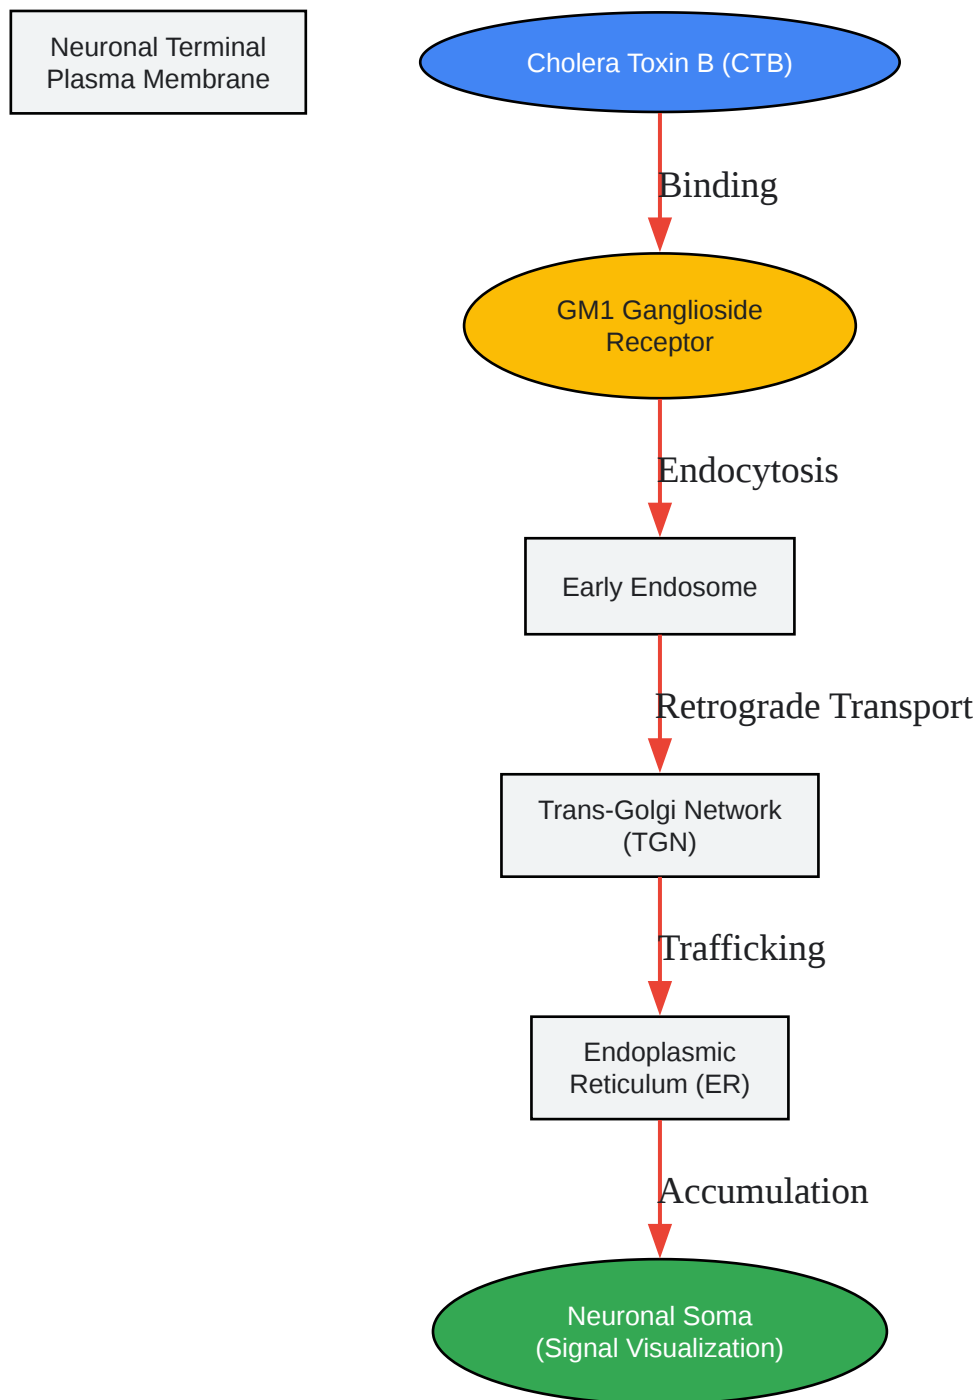 Neuronal Terminal
Plasma Membrane
Cholera Toxin B (CTB)
Binding
GM1 Ganglioside
Receptor
Endocytosis
Early Endosome
Retrograde Transport
Trans-Golgi Network
(TGN)
Trafficking
Endoplasmic
Reticulum (ER)
Accumulation
Neuronal Soma
(Signal Visualization)